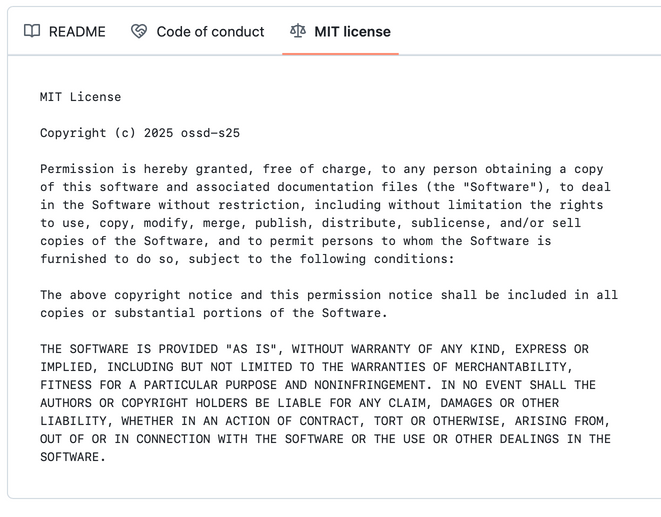 README
Code of conduct
MIT license
MIT License
Copyright (c) 2025 ossd-s25
Permission is hereby granted, free of charge, to any person obtaining a copy
of this software and associated documentation files (the "Software"), to deal
in the Software without restriction, including without limitation the rights
to use, copy, modify, merge, publish, distribute, sublicense, and/or sell
copies of the Software, and to permit persons to whom the Software is
furnished to do so, subject to the following conditions:
The above copyright notice and this permission notice shall be included in all
copies or substantial portions of the Software.
THE SOFTWARE IS PROVIDED "AS IS", WITHOUT WARRANTY OF ANY KIND, EXPRESS OR
IMPLIED, INCLUDING BUT NOT LIMITED TO THE WARRANTIES OF MERCHANTABILITY,
FITNESS FOR A PARTICULAR PURPOSE AND NONINFRINGEMENT. IN NO EVENT SHALL THE
AUTHORS OR COPYRIGHT HOLDERS BE LIABLE FOR ANY CLAIM, DAMAGES OR OTHER
LIABILITY, WHETHER IN AN ACTION OF CONTRACT, TORT OR OTHERWISE, ARISING FROM,
OUT OF OR IN CONNECTION WITH THE SOFTWARE OR THE USE OR OTHER DEALINGS IN THE
SOFTWARE.